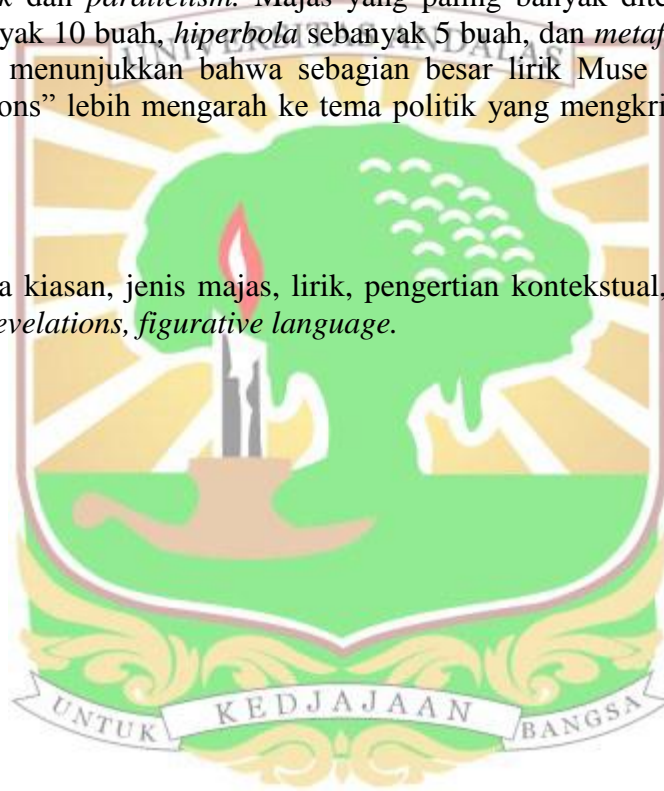 k dan parallelism. Majas yang paling banyak dite
yak 10 buah, hiperbola sebanyak 5 buah, dan metaf
menunjukkan bahwa sebagian besar lirik Muse
ons” lebih mengarah ke tema politik yang mengkri
UNIVERSITAS ANDALAS
a kiasan, jenis majas, lirik, pengertian kontekstual,
evelations, figurative language.
UNTUK KEDJAJAAN BANGSA